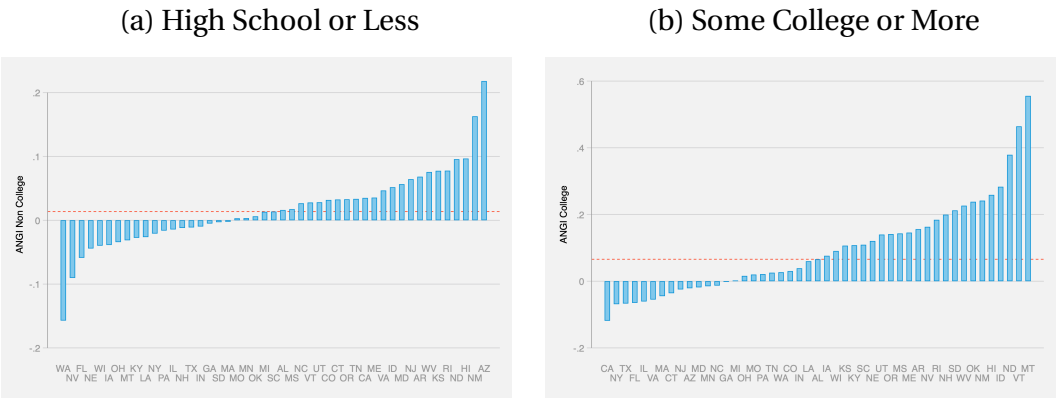 (a) High School or Less
.2
.1
0
-.1
-.2
ANGI Non College
WA FL WI OH KY NY IL TX GA MA MN MI AL NC UT CT TN ME VA ID NJ WV RI HI AZ
NV NE IA MT LA PA NH IN SD MO OK SC MS VT CO OR CA MD AR KS ND NM
(b) Some College or More
.6
.4
.2
0
-.2
ANGI College
CA TX IL MA NJ MD NC MI MO TN CO LA IA KS SC UT MS AR RI SD OK HI ND MT
NY FL VA CT AZ MN GA OH PA WA IN AL WI KY NE OR ME NV NH WV NM ID VT